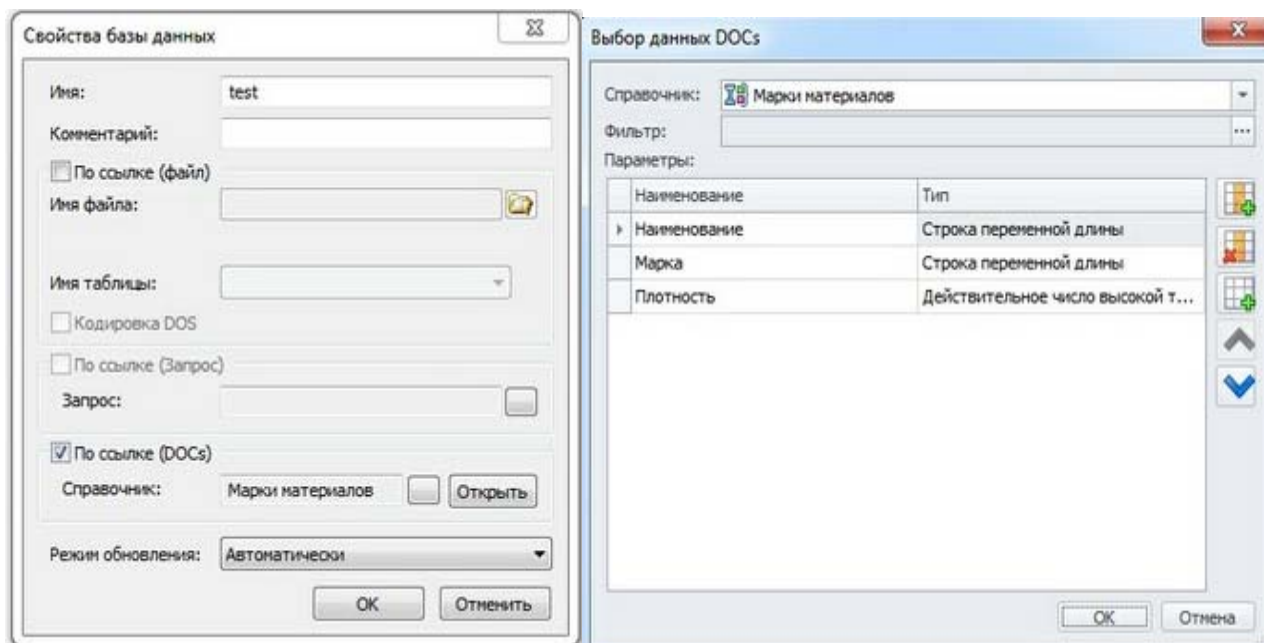 Свойства базы данных
Имя: test
Комментарий:
По ссылке (файл)
Имя файла:
Имя таблицы:
Кодировка DOS
По ссылке (Запрос)
Запрос:
По ссылке (DOCs)
Справочник: Марки материалов Открыть
Режим обновления: Автоматически
OK Отменить
Выбор данных DOCs
Справочник: Марки материалов
Фильтр: ...
Параметры:
Наименование Тип
Наименование Строка переменной длины
Марка Строка переменной длины
Плотность Действительное число высокой т...
OK Отмена